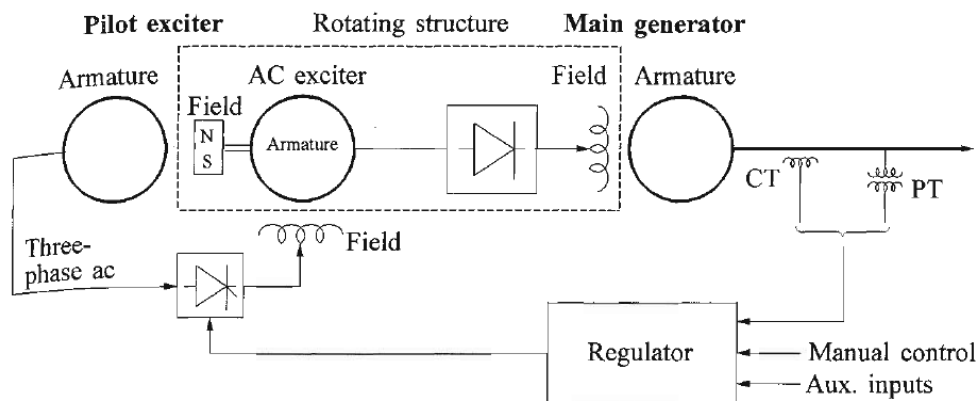 Pilot exciter
Rotating structure
Main generator
Armature
AC exciter
Field
Armature
Field
N
S
Armature
CT
PT
Three-
phase ac
Field
Regulator
Manual control
Aux. inputs